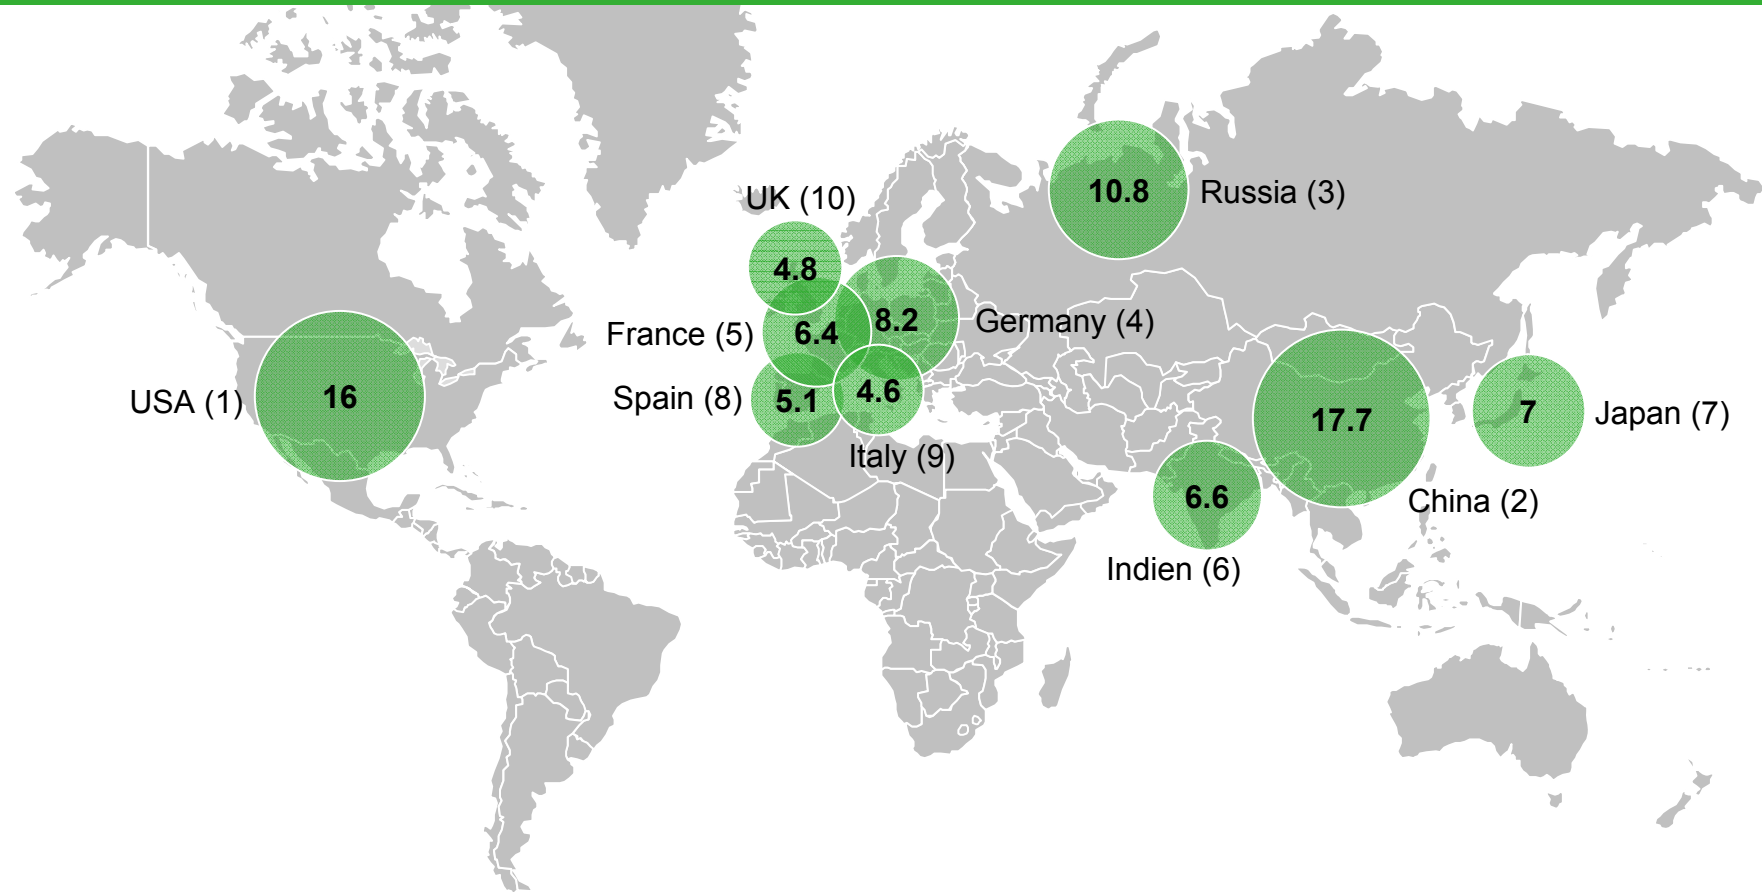 UK (10)
4.8
10.8
Russia (3)
France (5)
6.4
8.2
Germany (4)
USA (1)
16
Spain (8)
5.1
4.6
Italy (9)
17.7
China (2)
7
Japan (7)
6.6
Indien (6)